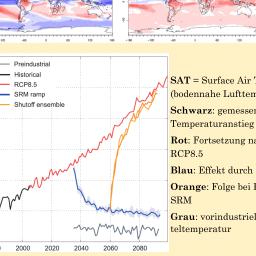 Preindustrial
Historical
RCP8.5
SRM ramp
Shutoff ensemble
2000 2020 2040 2060 2080
SAT = Surface Air
(bodennahe Lufttem
Schwarz: gemessen
Temperaturanstieg
Rot: Fortsetzung na
RCP8.5
Blau: Effekt durch
Orange: Folge bei
SRM
Grau: vorindustriel
teltemperatur